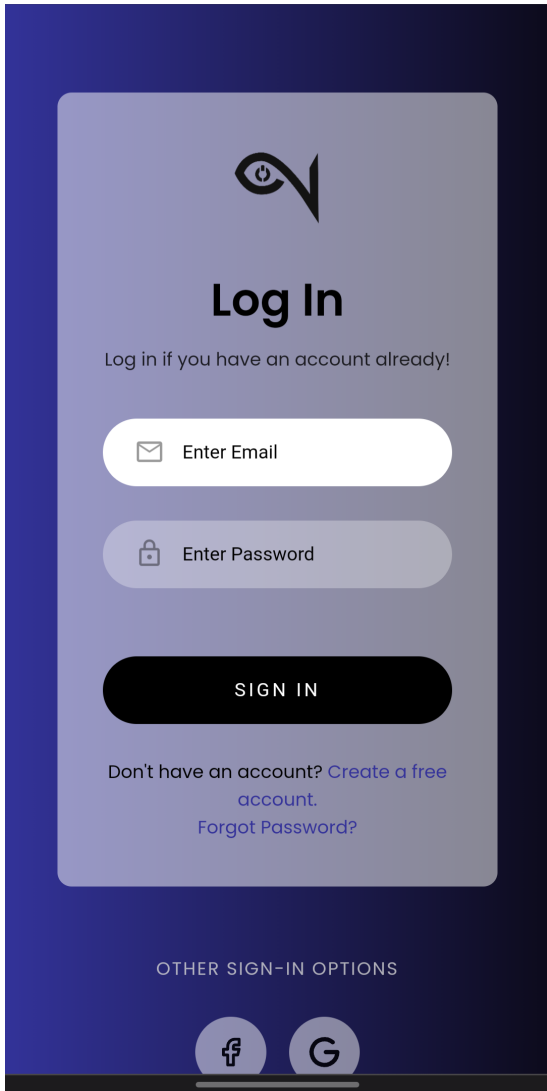 Log In
Log in if you have an account already!
Enter Email
Enter Password
SIGN IN
Don't have an account? Create a free
account.
Forgot Password?
OTHER SIGN-IN OPTIONS